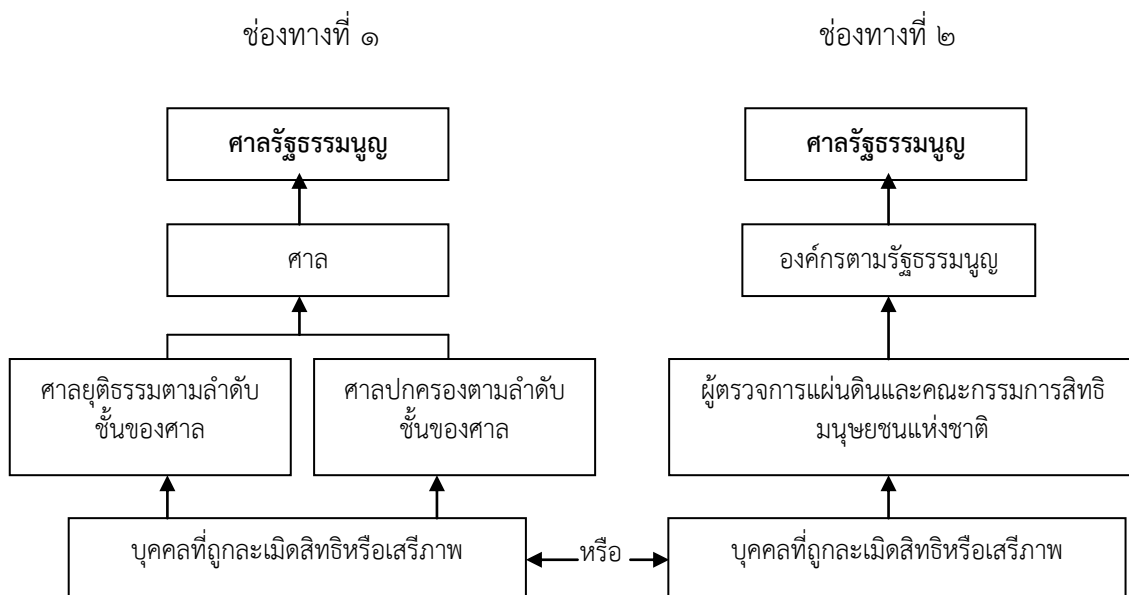 ช่องทางที่ ๑
ช่องทางที่ ๒
ศาลรัฐธรรมนูญ
ศาลรัฐธรรมนูญ
ศาล
องค์กรตามรัฐธรรมนูญ
ศาลยุติธรรมตามลำดับ
ชั้นของศาล
ศาลปกครองตามลำดับ
ชั้นของศาล
ผู้ตรวจการแผ่นดินและคณะกรรมการสิทธิ
มนุษยชนแห่งชาติ
บุคคลที่ถูกละเมิดสิทธิหรือเสรีภาพ
หรือ
บุคคลที่ถูกละเมิดสิทธิหรือเสรีภาพ